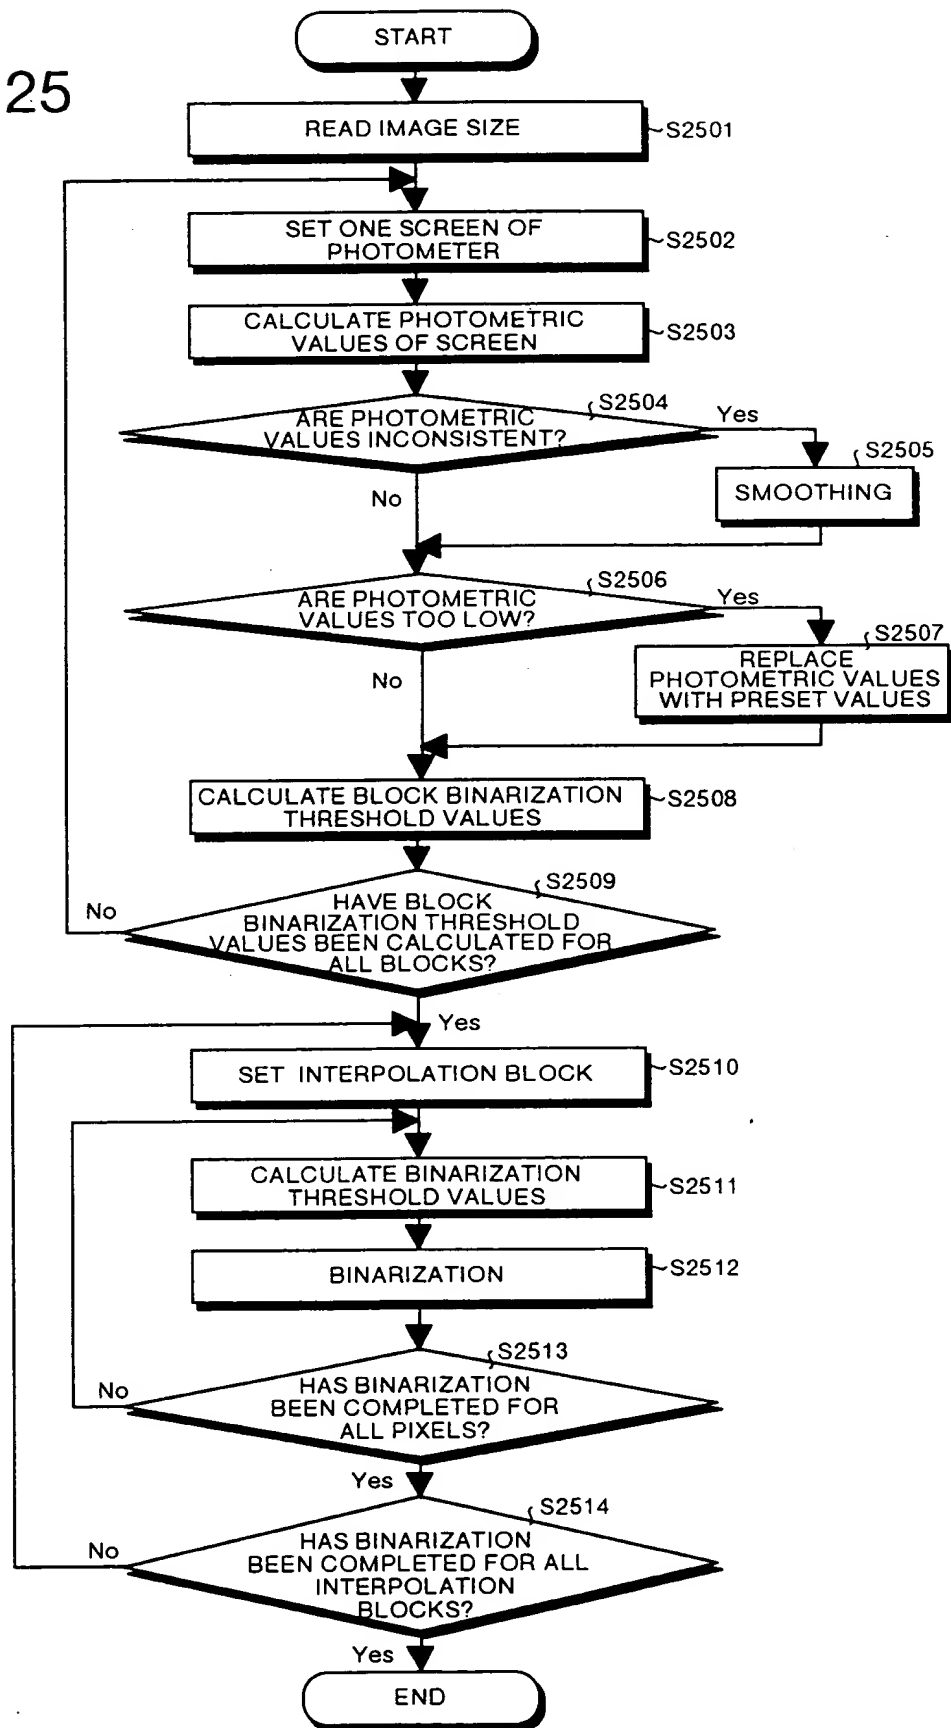 START
25
READ IMAGE SIZE
S2501
SET ONE SCREEN OF
PHOTOMETER
S2502
CALCULATE PHOTOMETRIC
VALUES OF SCREEN
S2503
S2504
ARE PHOTOMETRIC
VALUES INCONSISTENT?
Yes
S2505
SMOOTHING
No
S2506
ARE PHOTOMETRIC
VALUES TOO LOW?
Yes
S2507
REPLACE
PHOTOMETRIC VALUES
WITH PRESET VALUES
No
CALCULATE BLOCK BINARIZATION
THRESHOLD VALUES
S2508
S2509
HAVE BLOCK
BINARIZATION THRESHOLD
VALUES BEEN CALCULATED FOR
ALL BLOCKS?
No
Yes
SET INTERPOLATION BLOCK
S2510
CALCULATE BINARIZATION
THRESHOLD VALUES
S2511
BINARIZATION
S2512
S2513
HAS BINARIZATION
BEEN COMPLETED FOR
ALL PIXELS?
No
Yes
S2514
HAS BINARIZATION
BEEN COMPLETED FOR ALL
INTERPOLATION
BLOCKS?
No
Yes
END